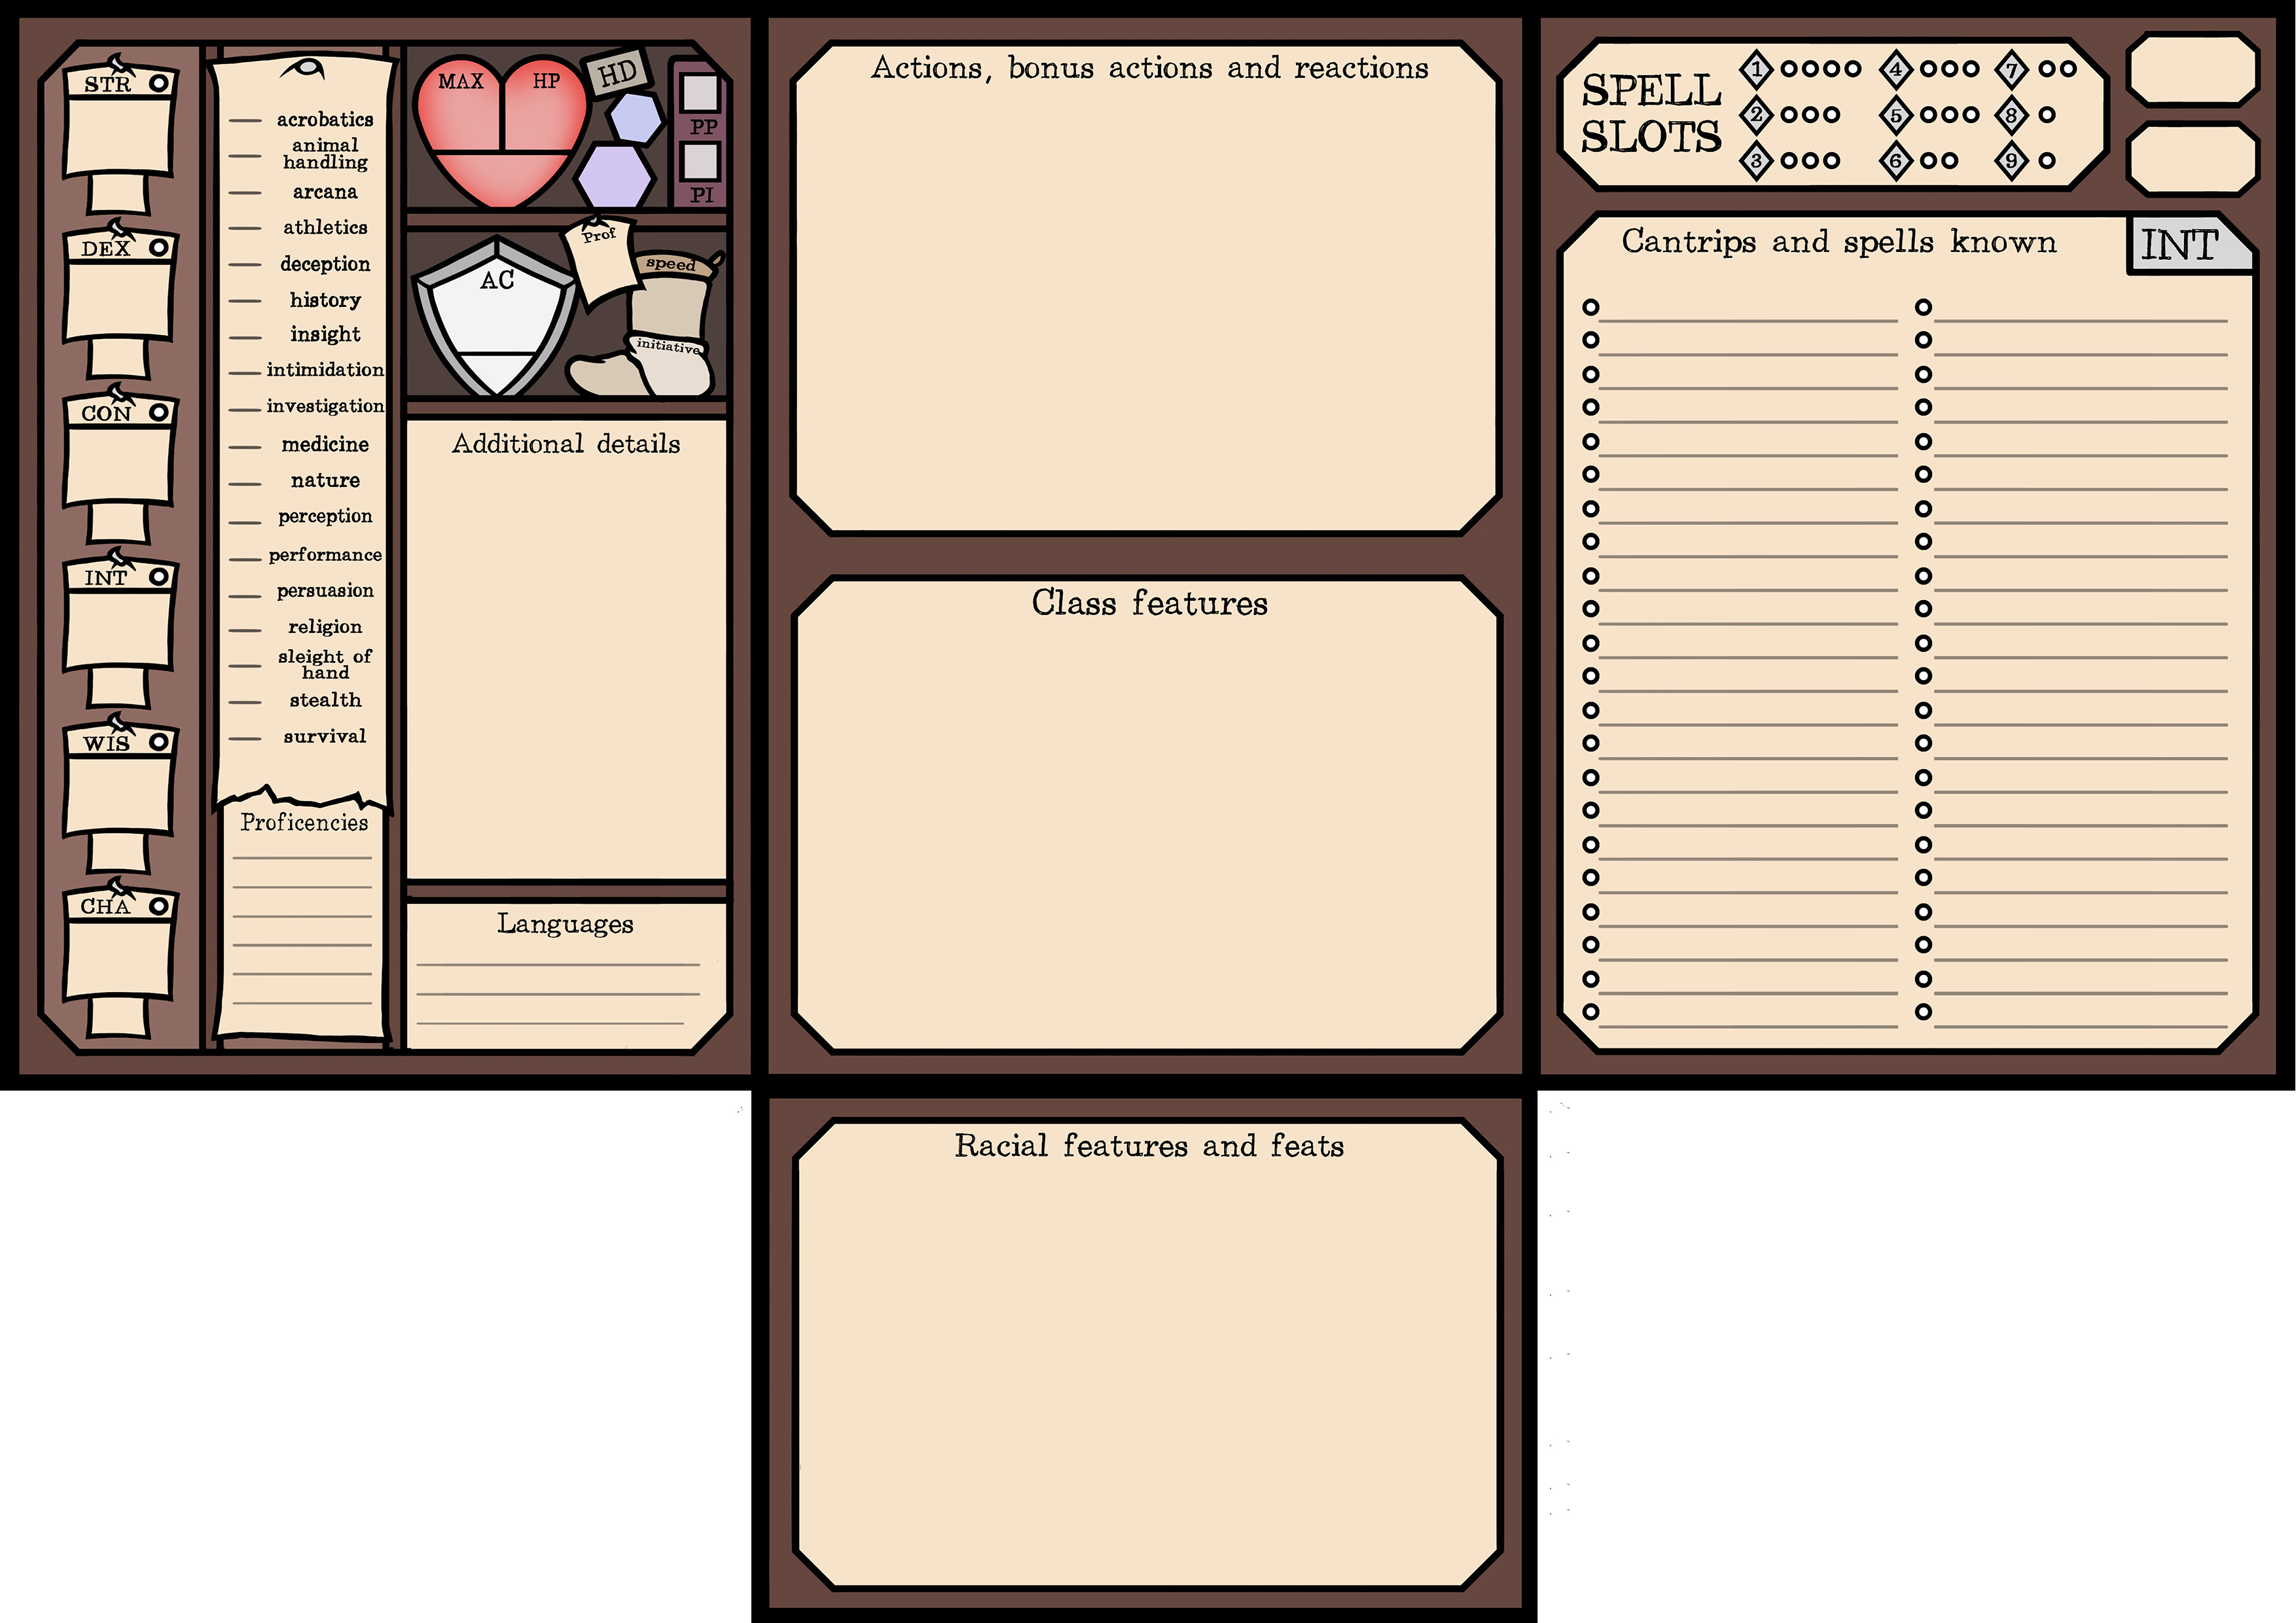 STR
DEX
CON
INT
WIS
CHA
acrobatics
animal
handling
arcana
athletics
deception
history
insight
intimidation
investigation
medicine
nature
perception
performance
persuasion
religion
sleight of
hand
stealth
survival
Proficencies
MAX HP
HD
PP
PI
AC
Prof
speed
initiative
Additional details
Languages
Actions, bonus actions and reactions
Class features
Racial features and feats
SPELL
SLOTS
1 4 7
2 5 8
3 6 9
Cantrips and spells known
INT